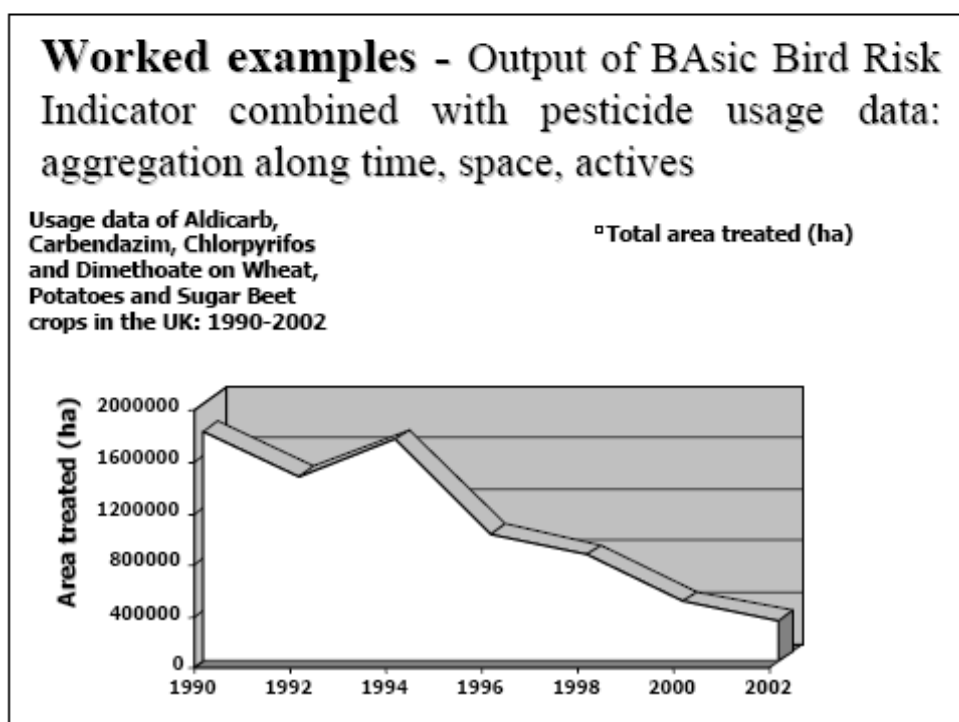 Worked examples - Output of BAsic Bird Risk
Indicator combined with pesticide usage data:
aggregation along time, space, actives
Usage data of Aldicarb,
Carbendazim, Chlorpyrifos
and Dimethoate on Wheat,
Potatoes and Sugar Beet
crops in the UK: 1990-2002
Total area treated (ha)
Area treated (ha)
2000000
1600000
1200000
800000
400000
0
1990 1992 1994 1996 1998 2000 2002